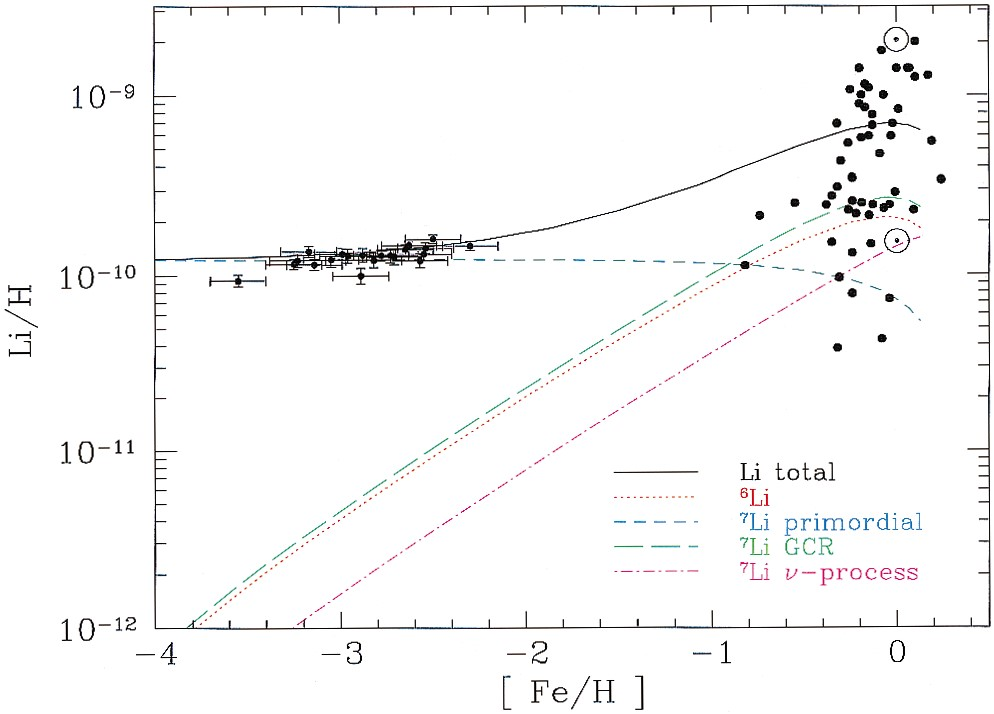 10⁻⁹
10⁻¹⁰
10⁻¹¹
10⁻¹²
Li/H
−4 −3 −2 −1 0
[ Fe/H ]
Li total
⁶Li
⁷Li primordial
⁷Li GCR
⁷Li ν−process